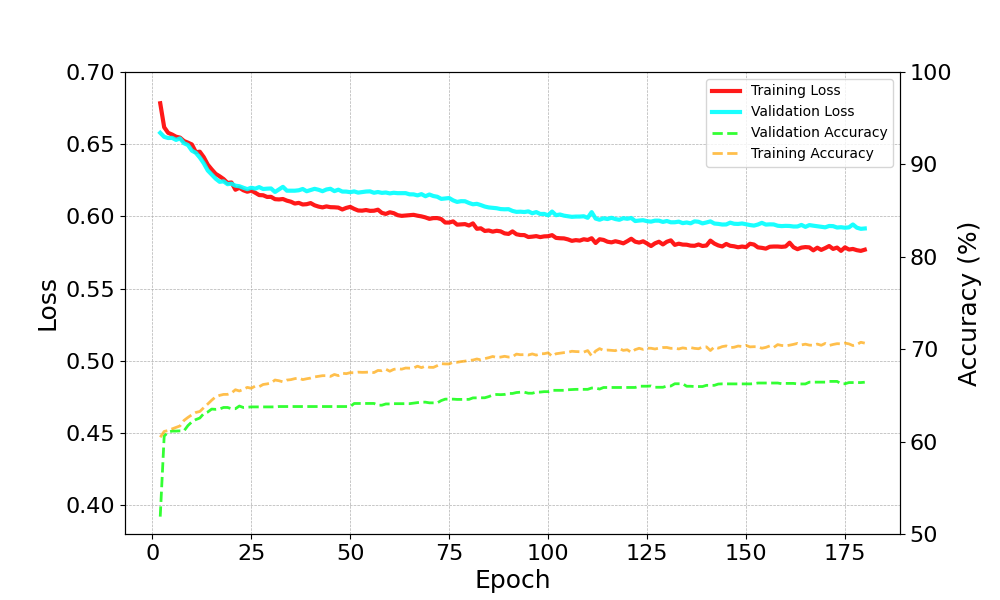 Training Loss
Validation Loss
Validation Accuracy
Training Accuracy
0.70
0.65
0.60
0.55
0.50
0.45
0.40
Loss
100
90
80
70
60
50
Accuracy (%)
0 25 50 75 100 125 150 175
Epoch